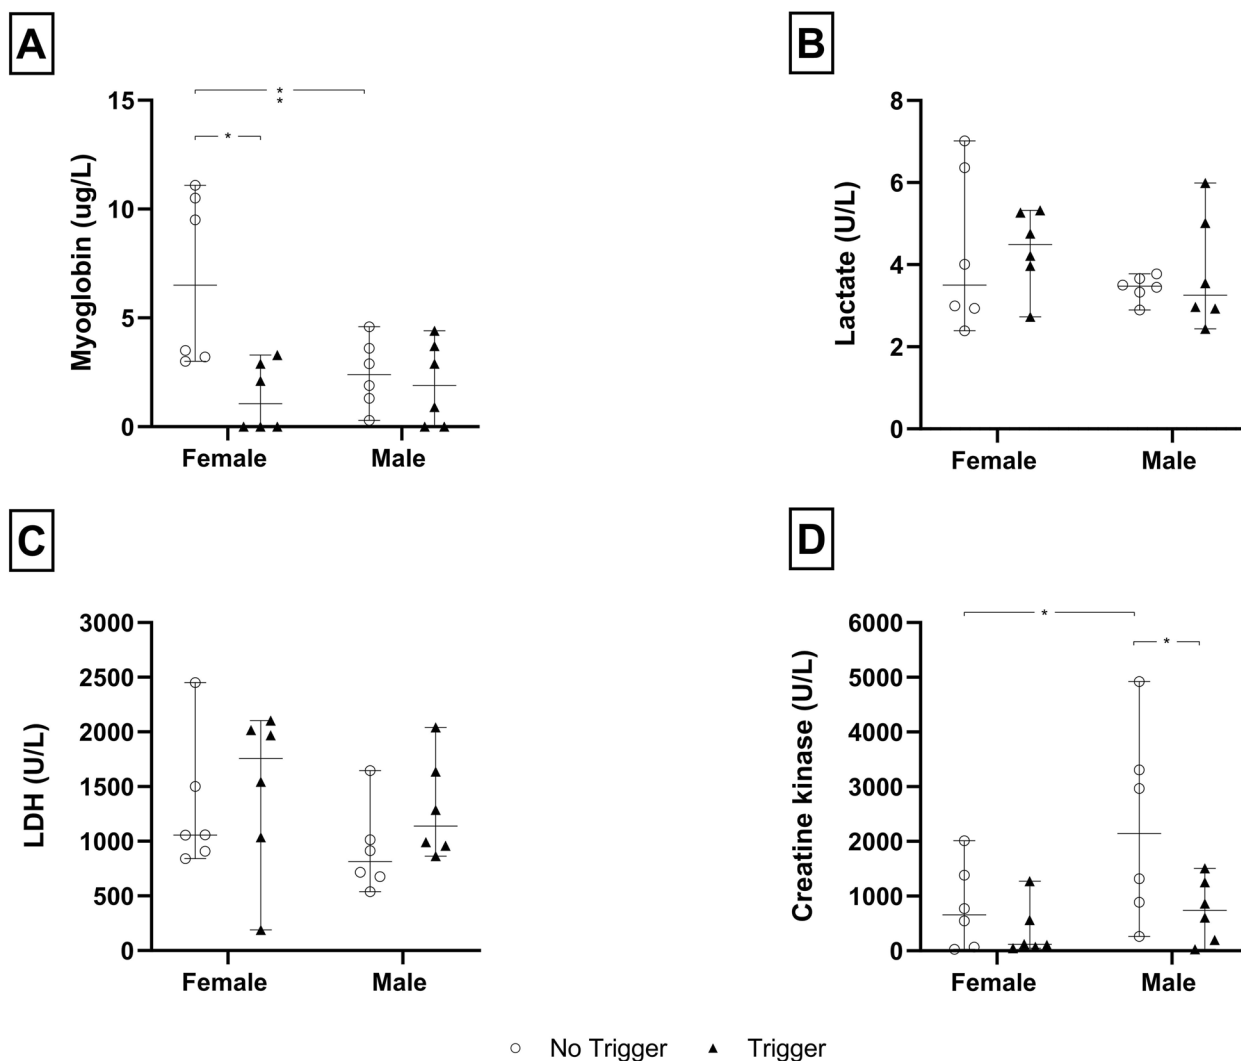 A
Myoglobin (ug/L)
15
10
5
0
*
*
*
Female
Male
B
Lactate (U/L)
8
6
4
2
0
Female
Male
C
LDH (U/L)
3000
2500
2000
1500
1000
500
0
Female
Male
D
Creatine kinase (U/L)
6000
5000
4000
3000
2000
1000
0
*
*
Female
Male
No Trigger
Trigger